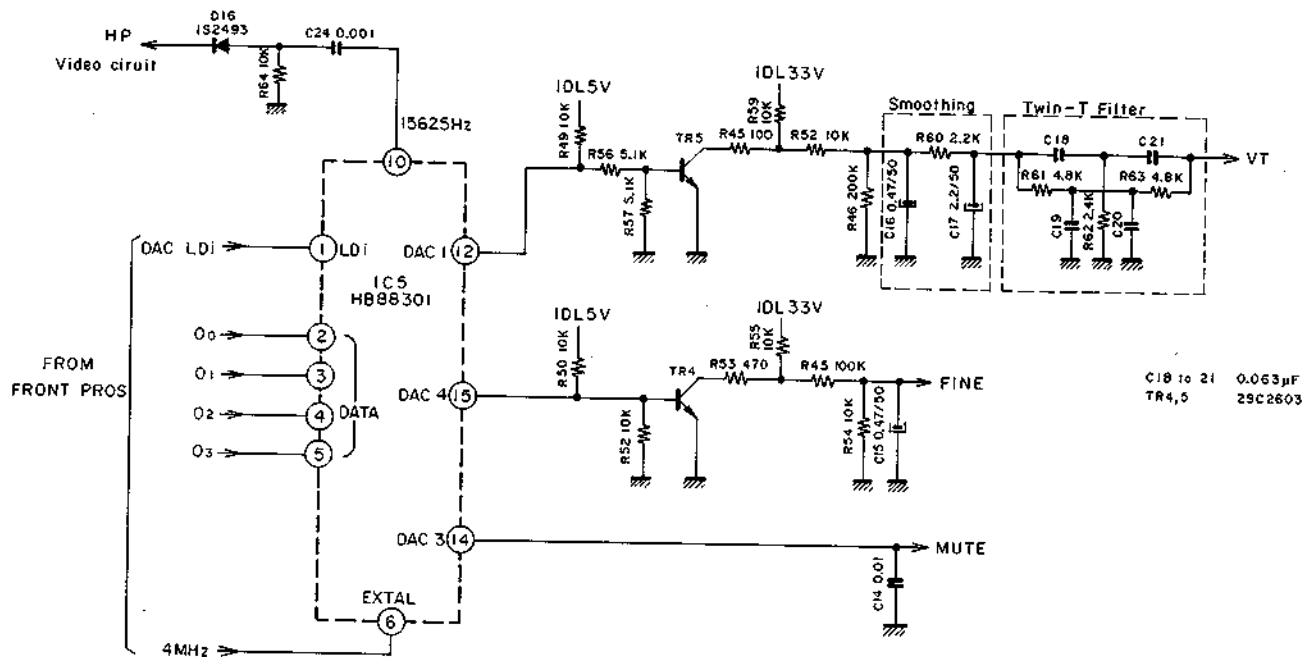 HP
Video ciruit
D16
1S2493
R64 10K
C24 0.001
15625Hz
10
IDL5V
R49 10K
R56 5.1K
R57 5.1K
TR5
IDL33V
R59
10K
R45 100
R52 10K
R46 200K
Smoothing
C16 0.47/50
R60 2.2K
C17 2.2/50
Twin-T Filter
C18
C21
R61 4.8K
R63 4.8K
C19
R62 2.4K
C20
VT
DAC LDi
1
LDi
DAC 1
12
IC5
HB88301
FROM
FRONT PROS
O0
2
O1
3
O2
4
O3
5
DATA
DAC 4
15
IDL5V
R50 10K
R52 10K
TR4
IDL33V
R55
10K
R53 470
R45 100K
R54 10K
C15 0.47/50
FINE
C18 to 21 0.063µF
TR4,5 2SC2603
DAC 3
14
MUTE
C14 0.01
EXTAL
6
4MHz